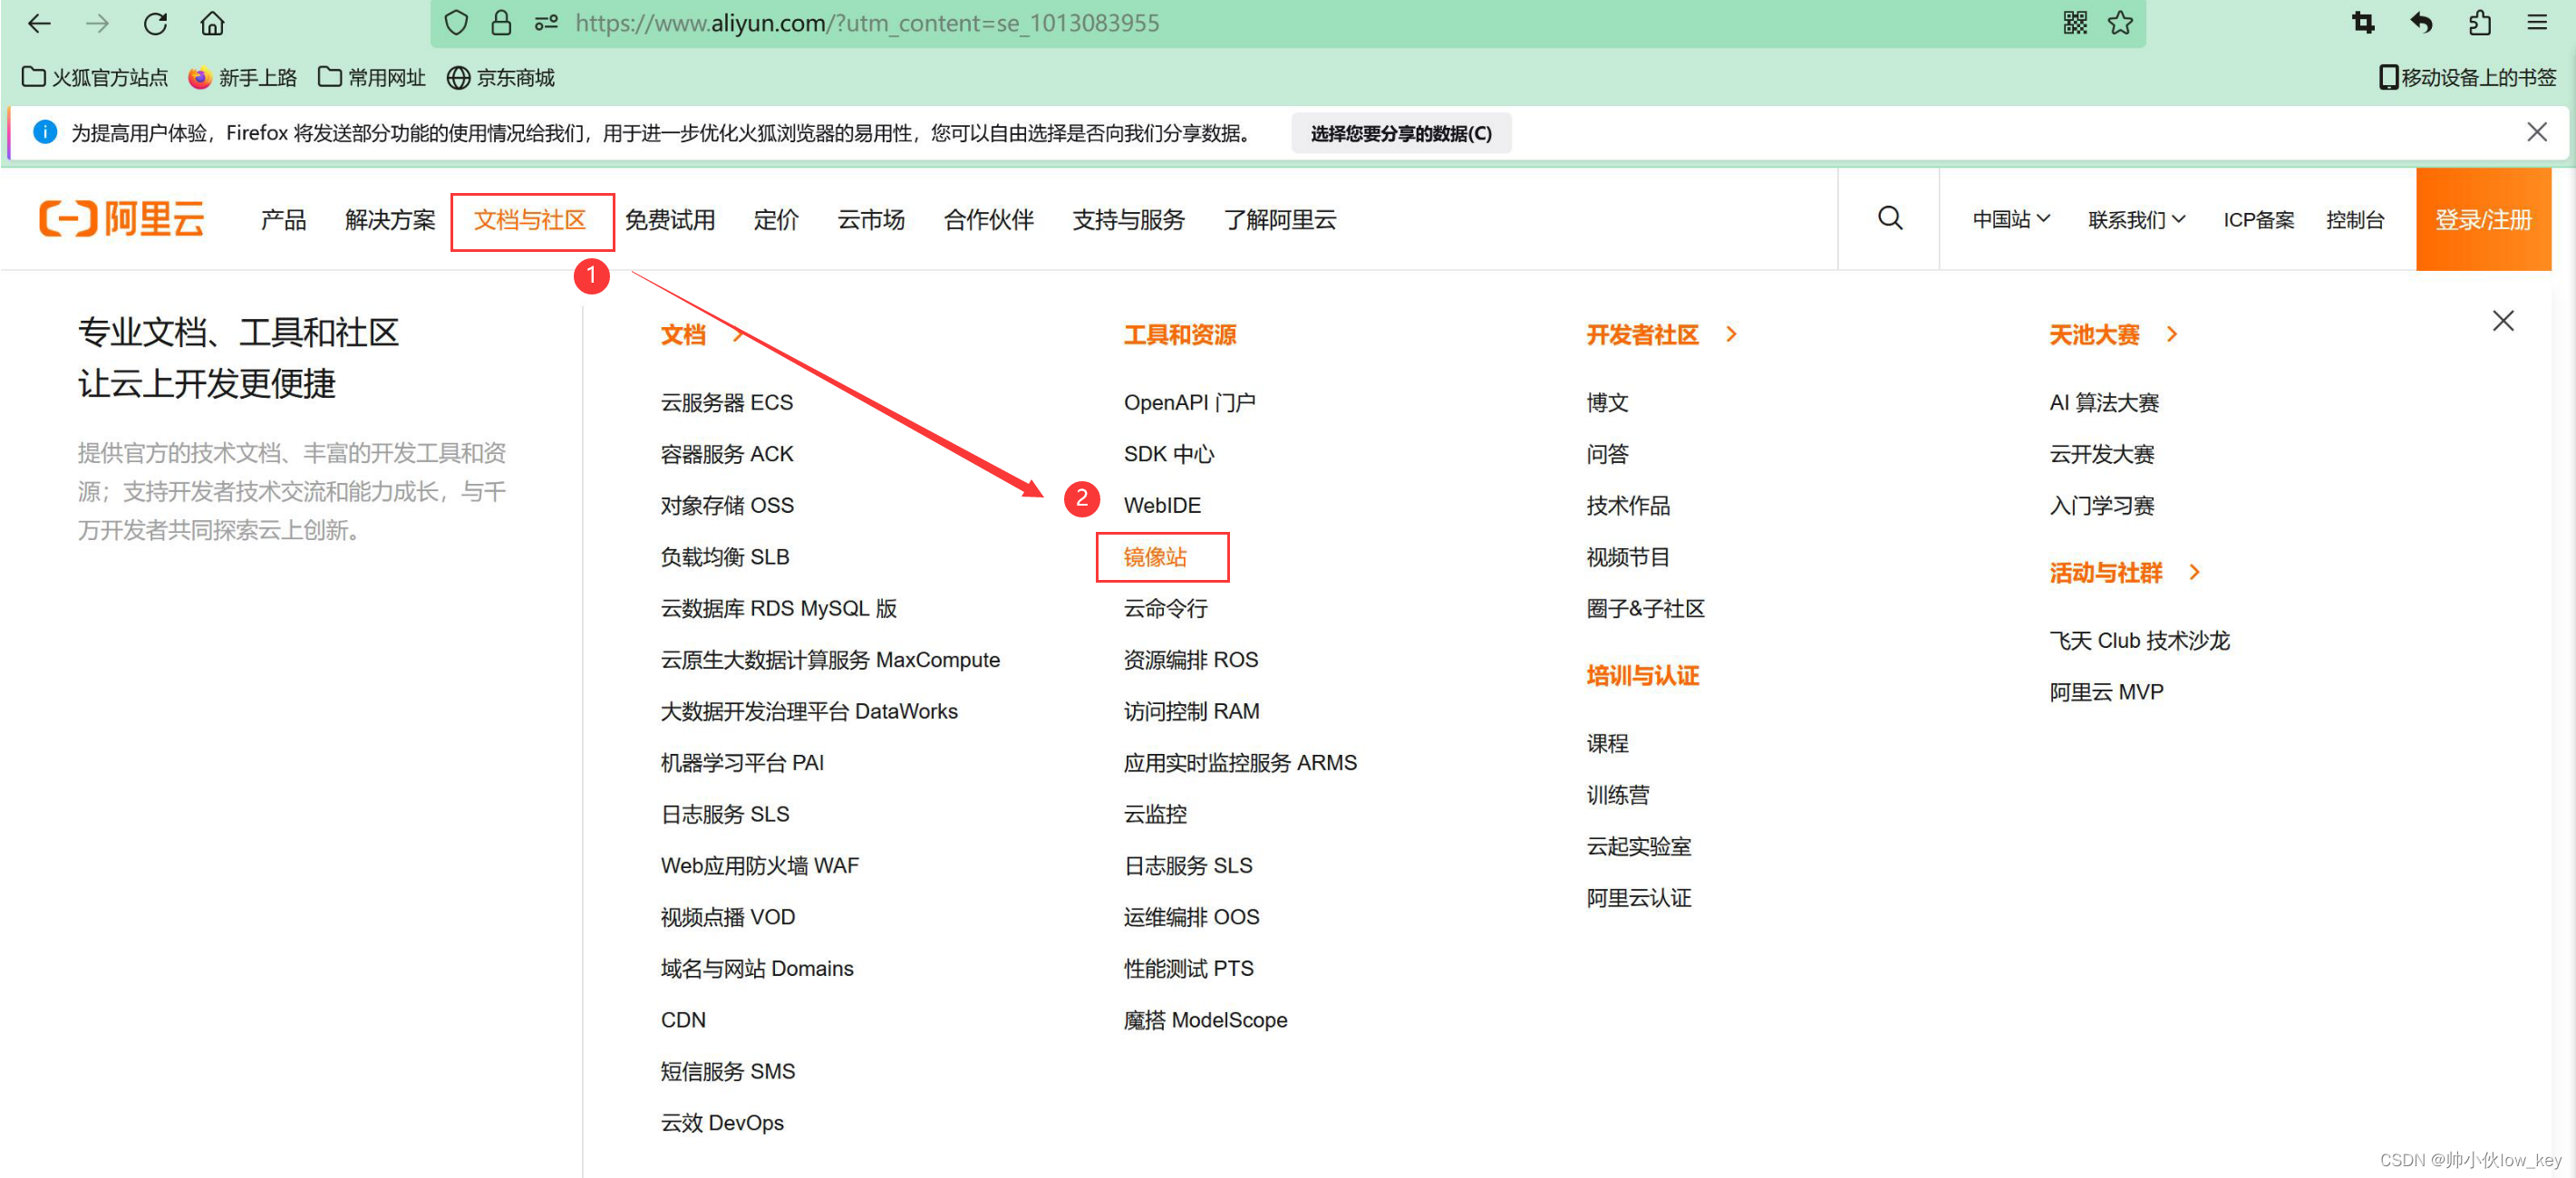 https://www.aliyun.com/?utm_content=se_1013083955
火狐官方站点 新手上路 常用网址 京东商城 移动设备上的书签
为提高用户体验，Firefox 将发送部分功能的使用情况给我们，用于进一步优化火狐浏览器的易用性，您可以自由选择是否向我们分享数据。 选择您要分享的数据(C)
阿里云 产品 解决方案 文档与社区 免费试用 定价 云市场 合作伙伴 支持与服务 了解阿里云 中国站 联系我们 ICP备案 控制台 登录/注册
1
专业文档、工具和社区
让云上开发更便捷
提供官方的技术文档、丰富的开发工具和资
源；支持开发者技术交流和能力成长，与千
万开发者共同探索云上创新。
文档
云服务器 ECS
容器服务 ACK
对象存储 OSS
负载均衡 SLB
云数据库 RDS MySQL 版
云原生大数据计算服务 MaxCompute
大数据开发治理平台 DataWorks
机器学习平台 PAI
日志服务 SLS
Web应用防火墙 WAF
视频点播 VOD
域名与网站 Domains
CDN
短信服务 SMS
云效 DevOps
工具和资源
OpenAPI 门户
SDK 中心
2
WebIDE
镜像站
云命令行
资源编排 ROS
访问控制 RAM
应用实时监控服务 ARMS
云监控
日志服务 SLS
运维编排 OOS
性能测试 PTS
魔搭 ModelScope
开发者社区
博文
问答
技术作品
视频节目
圈子&子社区
培训与认证
课程
训练营
云起实验室
阿里云认证
天池大赛
AI 算法大赛
云开发大赛
入门学习赛
活动与社群
飞天 Club 技术沙龙
阿里云 MVP
CSDN @帅小伙low_key